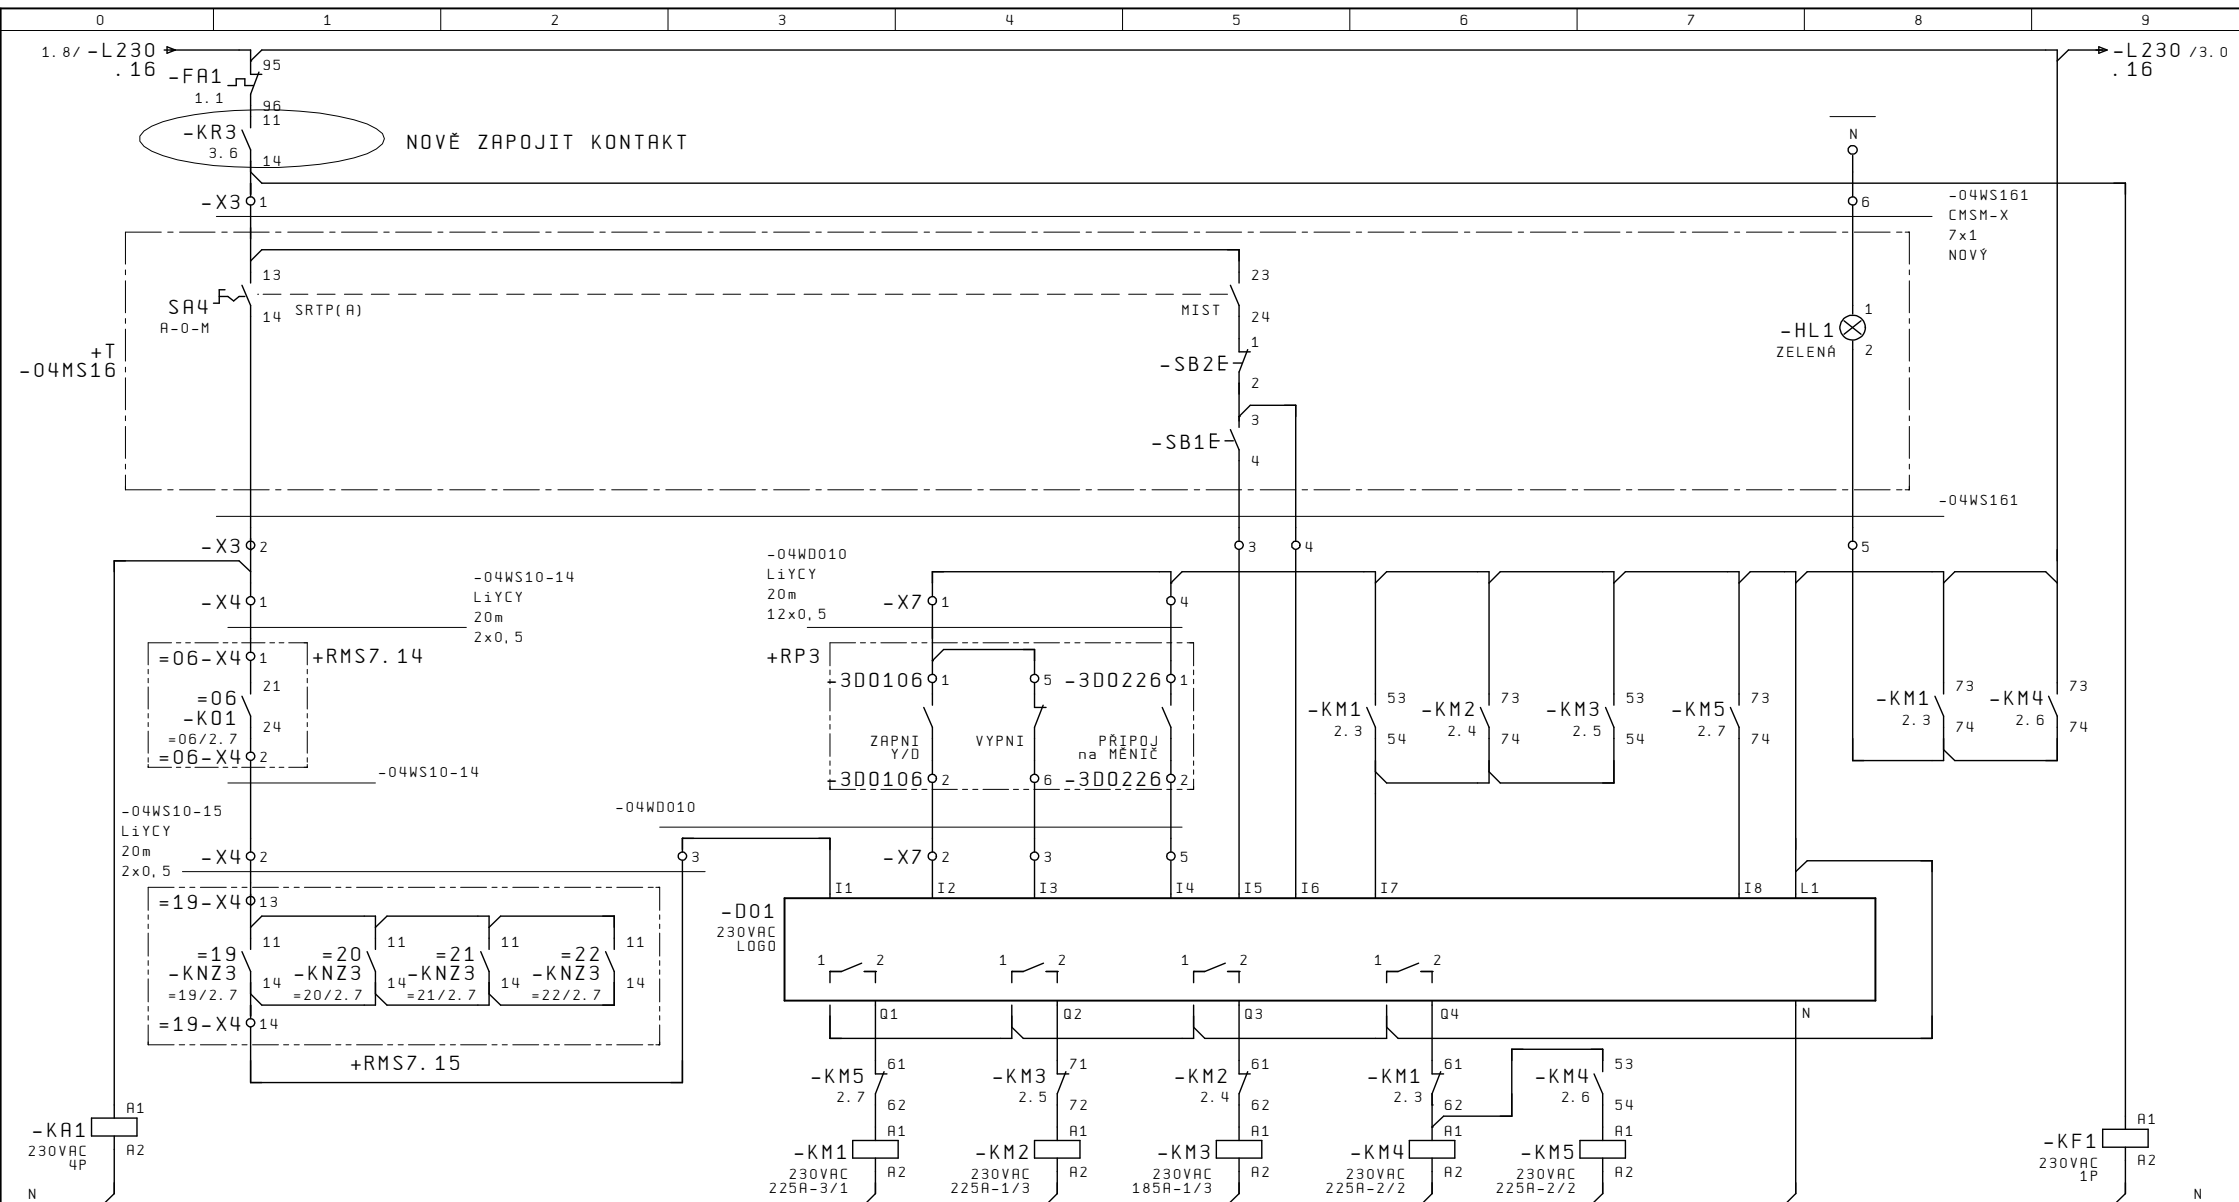 0 1 2 3 4 5 6 7 8 9
1.8/ -L230
.16
-L230 /3.0
.16
-FA1
1.1
95
96
-KR3
3.6
11
14
NOVĚ ZAPOJIT KONTAKT
N
-X3 1
6
-04WS161
CMSM-X
7x1
NOVÝ
13
SA4
A-O-M
14
SRTP(A)
23
MIST
24
+T
-04MS16
-SB2E
1
2
-SB1E
3
4
-HL1
ZELENÁ
1
2
-04WS161
-X3 2
3
4
5
-04WS10-14
LiYCY
20m
2x0,5
-04WD010
LiYCY
20m
12x0,5
-X4 1
-X7 1
4
=06-X4 1
+RMS7.14
=06
-KO1
=06/2.7
21
24
=06-X4 2
-04WS10-14
+RP3
-3DO106 1
5
-3DO226 1
ZAPNI
Y/D
VYPNI
PŘIPOJ
na MĚNIČ
-3DO106 2
6
-3DO226 2
-KM1
2.3
53
54
-KM2
2.4
73
74
-KM3
2.5
53
54
-KM5
2.7
73
74
-KM1
2.3
73
74
-KM4
2.6
73
74
-04WS10-15
LiYCY
20m
2x0,5
-04WD010
-X4 2
3
-X7 2
3
5
=19-X4 13
=19
-KNZ3
=19/2.7
11
14
=20
-KNZ3
=20/2.7
11
14
=21
-KNZ3
=21/2.7
11
14
=22
-KNZ3
=22/2.7
11
14
=19-X4 14
+RMS7.15
I1 I2 I3 I4 I5 I6 I7 I8 L1
-DO1
230VAC
LOGO
1 2
1 2
1 2
1 2
Q1 Q2 Q3 Q4 N
-KM5
2.7
61
62
-KM3
2.5
71
72
-KM2
2.4
61
62
-KM1
2.3
61
62
-KM4
2.6
53
54
-KA1
230VAC
4P
A1
A2
-KM1
230VAC
225A-3/1
A1
A2
-KM2
230VAC
225A-1/3
A1
A2
-KM3
230VAC
185A-1/3
A1
A2
-KM4
230VAC
225A-2/2
A1
A2
-KM5
230VAC
225A-2/2
A1
A2
-KF1
230VAC
1P
A1
A2
N
N